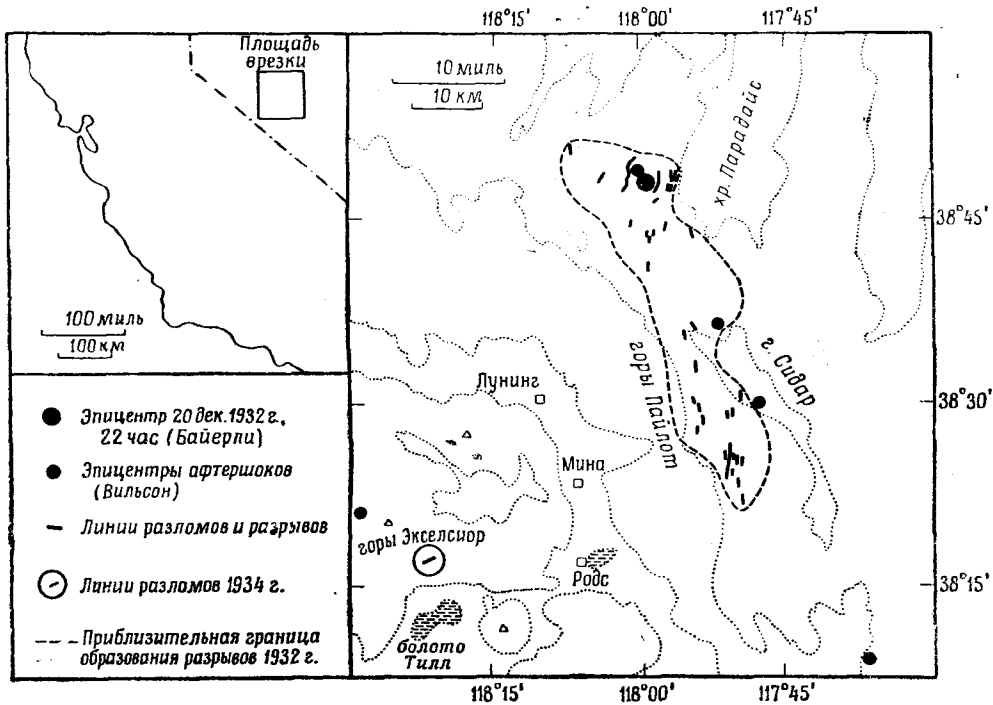 118°15' 118°00' 117°45'
Площадь
врезки
10 миль
10 км
хр. Парадайс
38°45'
100 миль
100 км
горы Пайлот
г. Сидар
Лунинг
38°30'
Эпицентр 20 дек. 1932 г.,
22 час (Байерли)
Мина
Эпицентры афтершоков
(Вильсон)
Линии разломов и разрывов
горы Экселсиор
Линии разломов 1934 г.
Родс
38°15'
Приблизительная граница
образования разрывов 1932 г.
болото
Тилл
118°15' 118°00' 117°45'